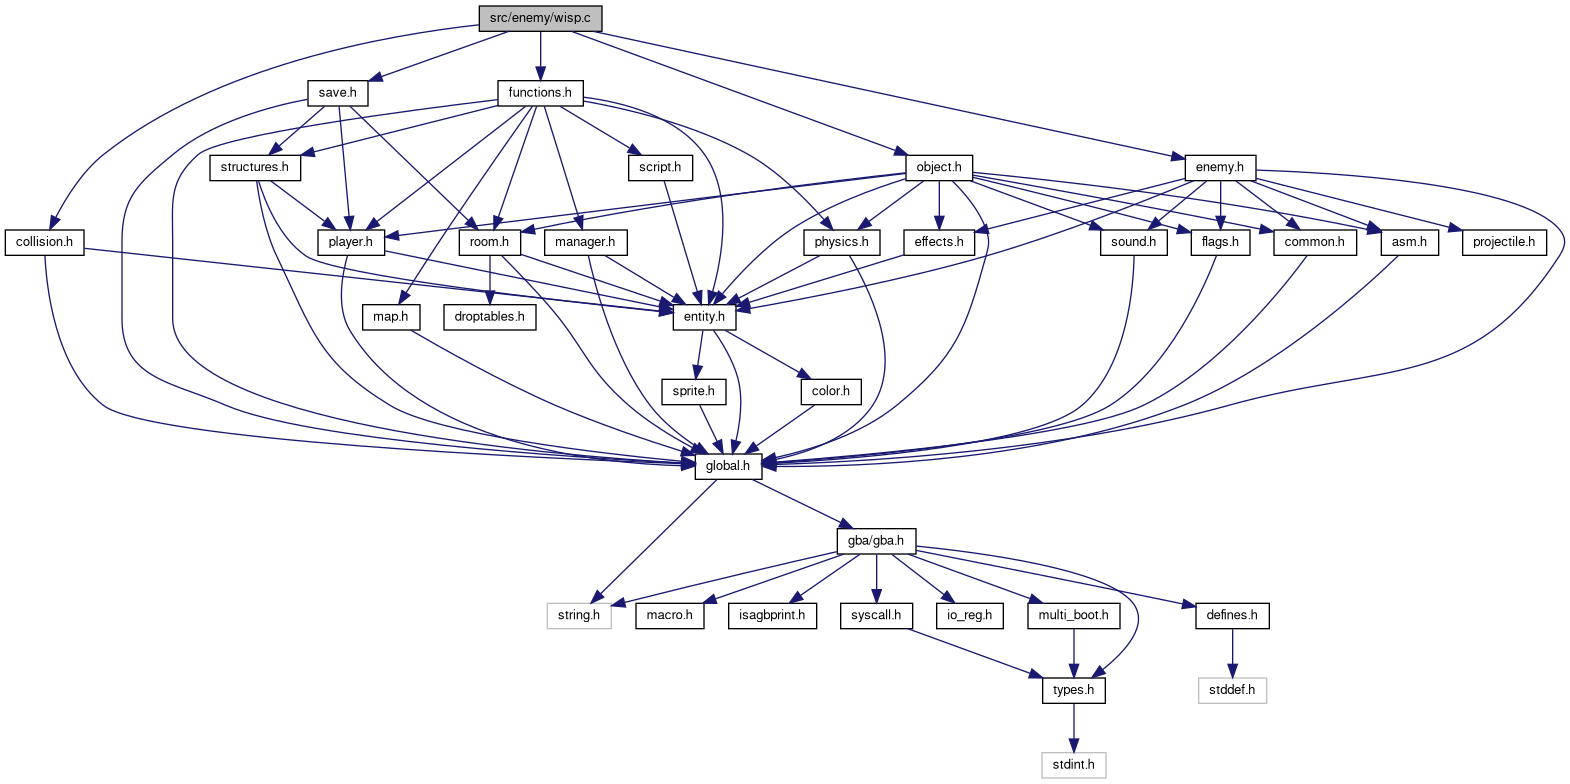 src/enemy/wisp.c
save.h
functions.h
structures.h
script.h
object.h
enemy.h
collision.h
player.h
room.h
manager.h
physics.h
effects.h
sound.h
flags.h
common.h
asm.h
projectile.h
map.h
droptables.h
entity.h
sprite.h
color.h
global.h
gba/gba.h
string.h
macro.h
isagbprint.h
syscall.h
io_reg.h
multi_boot.h
defines.h
types.h
stddef.h
stdint.h